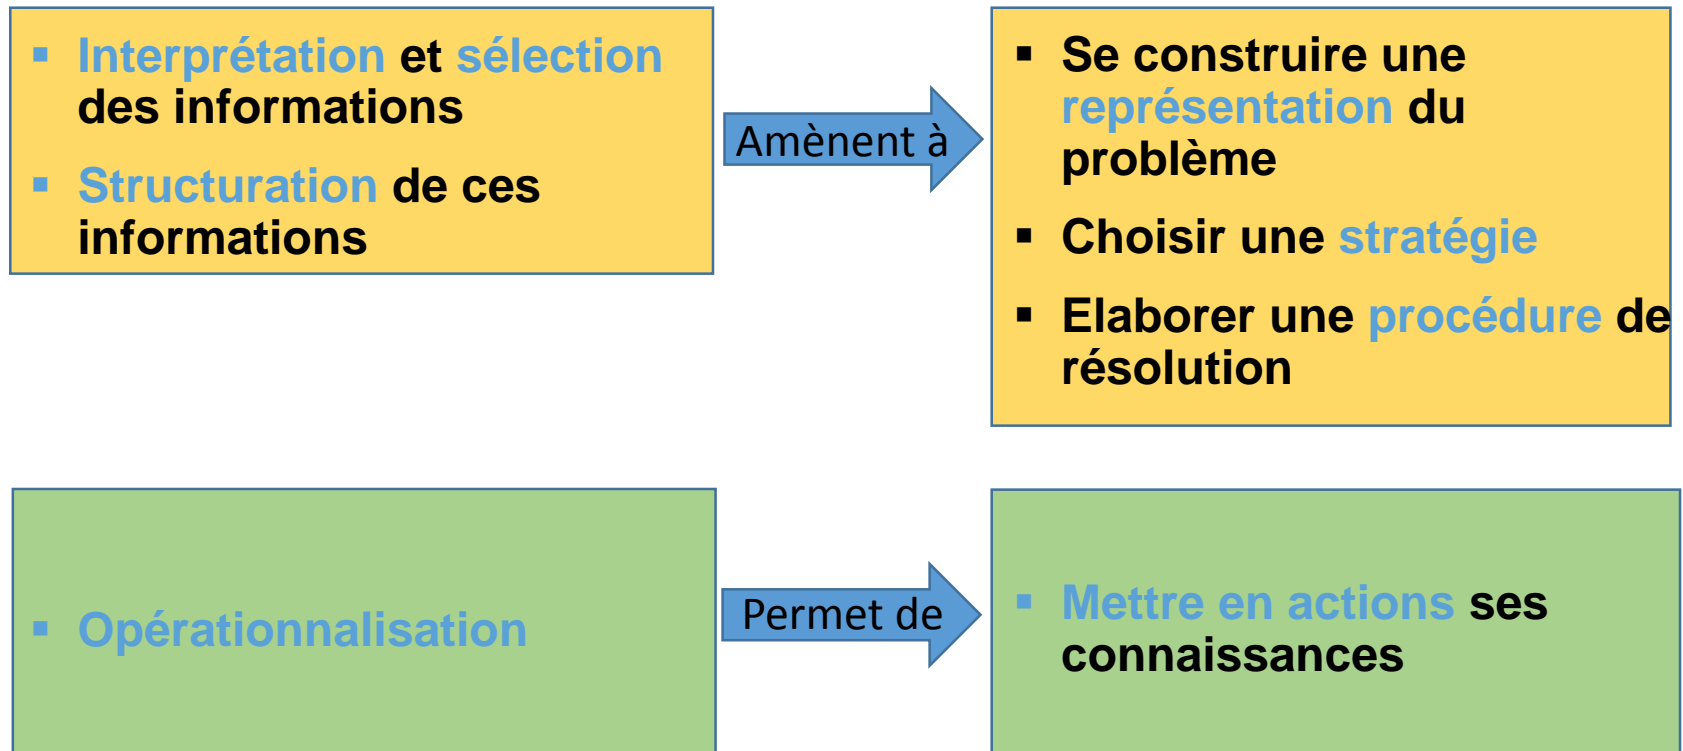 ▪ Interprétation et sélection
des informations
▪ Structuration de ces
informations
Amènent à
▪ Se construire une
représentation du
problème
▪ Choisir une stratégie
▪ Elaborer une procédure de
résolution
▪ Opérationnalisation
Permet de
▪ Mettre en actions ses
connaissances